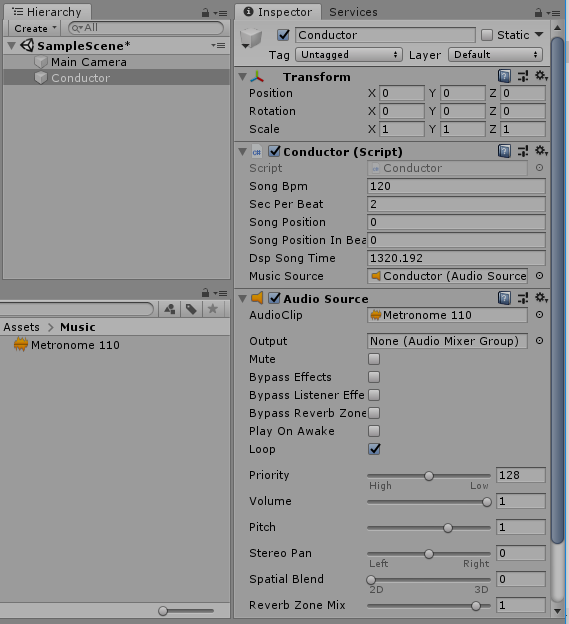 Hierarchy
Create
All
SampleScene*
Main Camera
Conductor
Assets > Music
Metronome 110
Inspector Services
Conductor Static
Tag Untagged Layer Default
Transform
Position X 0 Y 0 Z 0
Rotation X 0 Y 0 Z 0
Scale X 1 Y 1 Z 1
c# Conductor (Script)
Script Conductor
Song Bpm 120
Sec Per Beat 2
Song Position 0
Song Position In Bea 0
Dsp Song Time 1320.192
Music Source Conductor (Audio Source
Audio Source
AudioClip Metronome 110
Output None (Audio Mixer Group)
Mute
Bypass Effects
Bypass Listener Effe
Bypass Reverb Zone
Play On Awake
Loop
Priority 128
High Low
Volume 1
Pitch 1
Stereo Pan 0
Left Right
Spatial Blend 0
2D 3D
Reverb Zone Mix 1